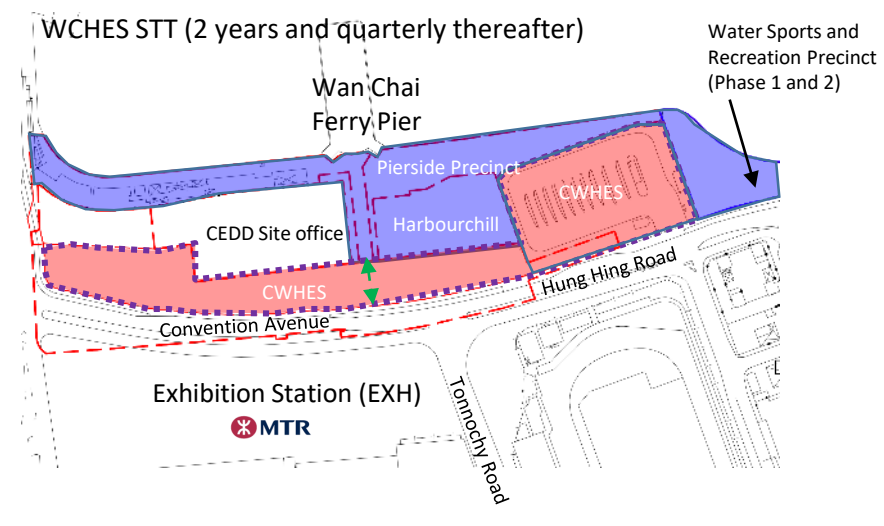 WCHES STT (2 years and quarterly thereafter)
Water Sports and
Recreation Precinct
(Phase 1 and 2)
Wan Chai
Ferry Pier
Pierside Precinct
CWHES
Harbourchill
CEDD Site office
CWHES
Hung Hing Road
Convention Avenue
Exhibition Station (EXH)
MTR
Tonnochy Road